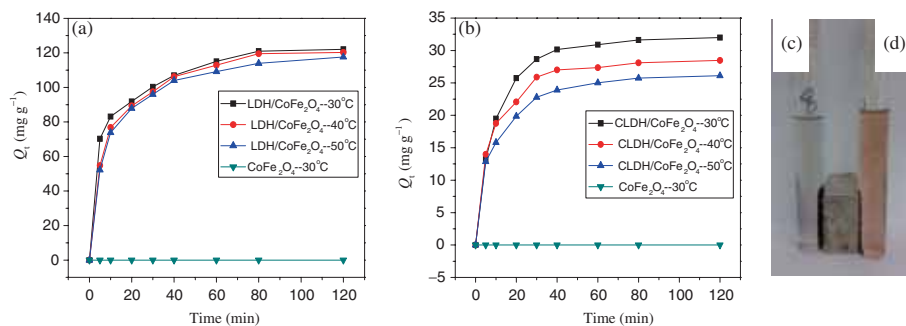 (a)
140
120
100
80
60
40
20
0
Qt (mg g⁻¹)
LDH/CoFe₂O₄--30°C
LDH/CoFe₂O₄--40°C
LDH/CoFe₂O₄--50°C
CoFe₂O₄--30°C
0 20 40 60 80 100 120
Time (min)
(b)
35
30
25
20
15
10
5
0
−5
Qt (mg g⁻¹)
CLDH/CoFe₂O₄--30°C
CLDH/CoFe₂O₄--40°C
CLDH/CoFe₂O₄--50°C
CoFe₂O₄--30°C
0 20 40 60 80 100 120
Time (min)
(c) (d)